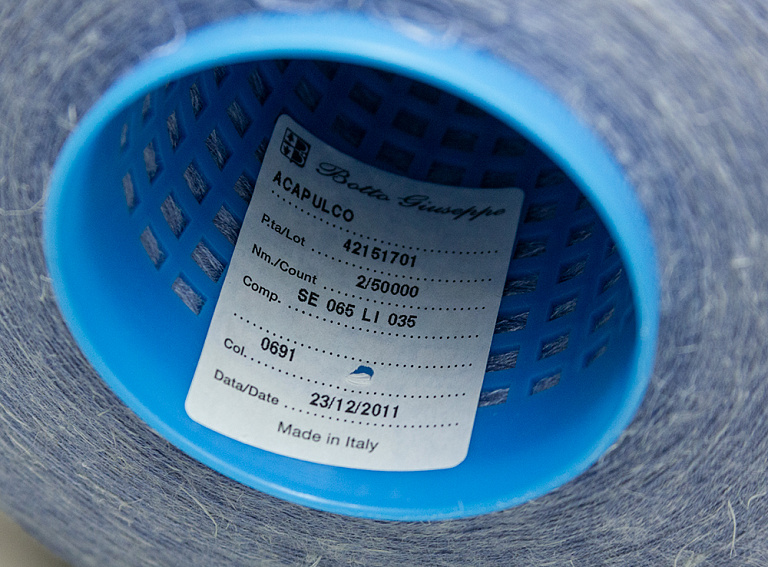 Botto Giuseppe
ACAPULCO
P.ta/Lot 42151701
Nm./Count 2/50000
Comp. SE 065 LI 035
Col. 0691
Data/Date 23/12/2011
Made in Italy